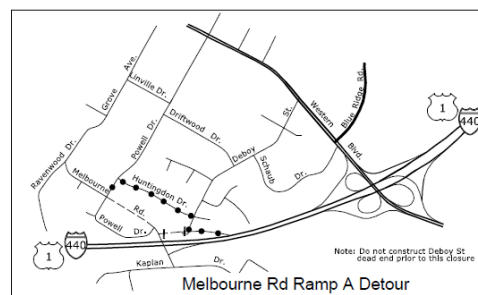 Ave.
Linville Dr.
Grove
Driftwood Dr.
St.
Western
Blue Ridge Rd.
1
440
Ravenwood Dr.
Powell Dr.
Deboy
Blvd.
Schaub Dr.
Melbourne Rd.
Huntingdon Dr.
Powell Dr.
440
1
Kaplan Dr.
Note: Do not construct Deboy St
dead end prior to this closure
Melbourne Rd Ramp A Detour